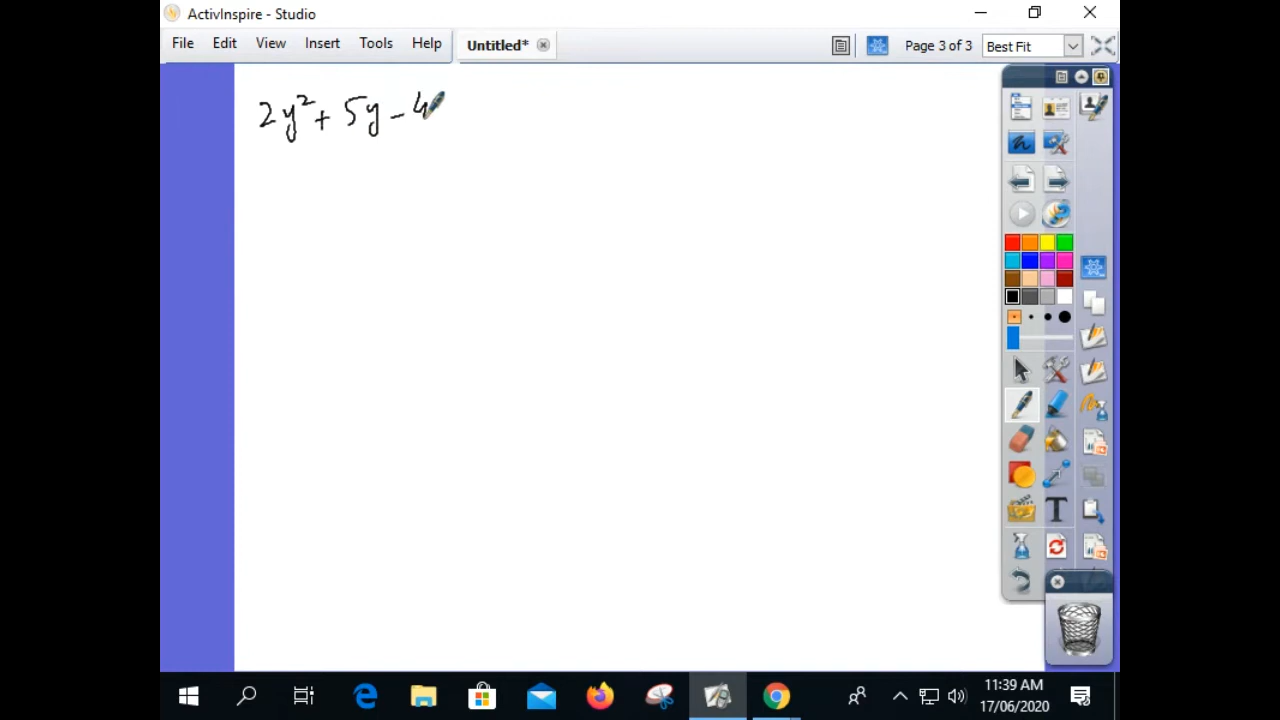 ActivInspire - Studio
File Edit View Insert Tools Help Untitled* Page 3 of 3 Best Fit
2y² + 5y - 4
11:39 AM
17/06/2020